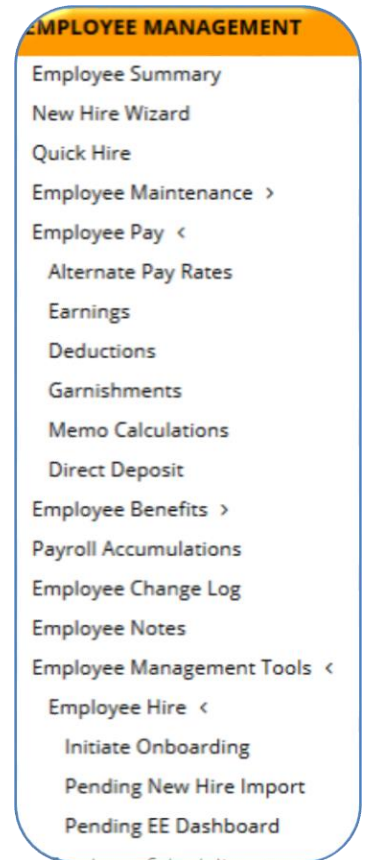 EMPLOYEE MANAGEMENT
Employee Summary
New Hire Wizard
Quick Hire
Employee Maintenance >
Employee Pay <
Alternate Pay Rates
Earnings
Deductions
Garnishments
Memo Calculations
Direct Deposit
Employee Benefits >
Payroll Accumulations
Employee Change Log
Employee Notes
Employee Management Tools <
Employee Hire <
Initiate Onboarding
Pending New Hire Import
Pending EE Dashboard